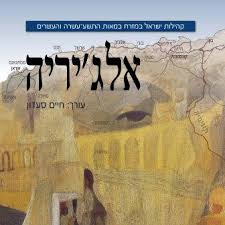 קהילות ישראל במזרח במאות התשע־עשרה והעשרים
אלג׳יריה
עורך: חיים סעדון